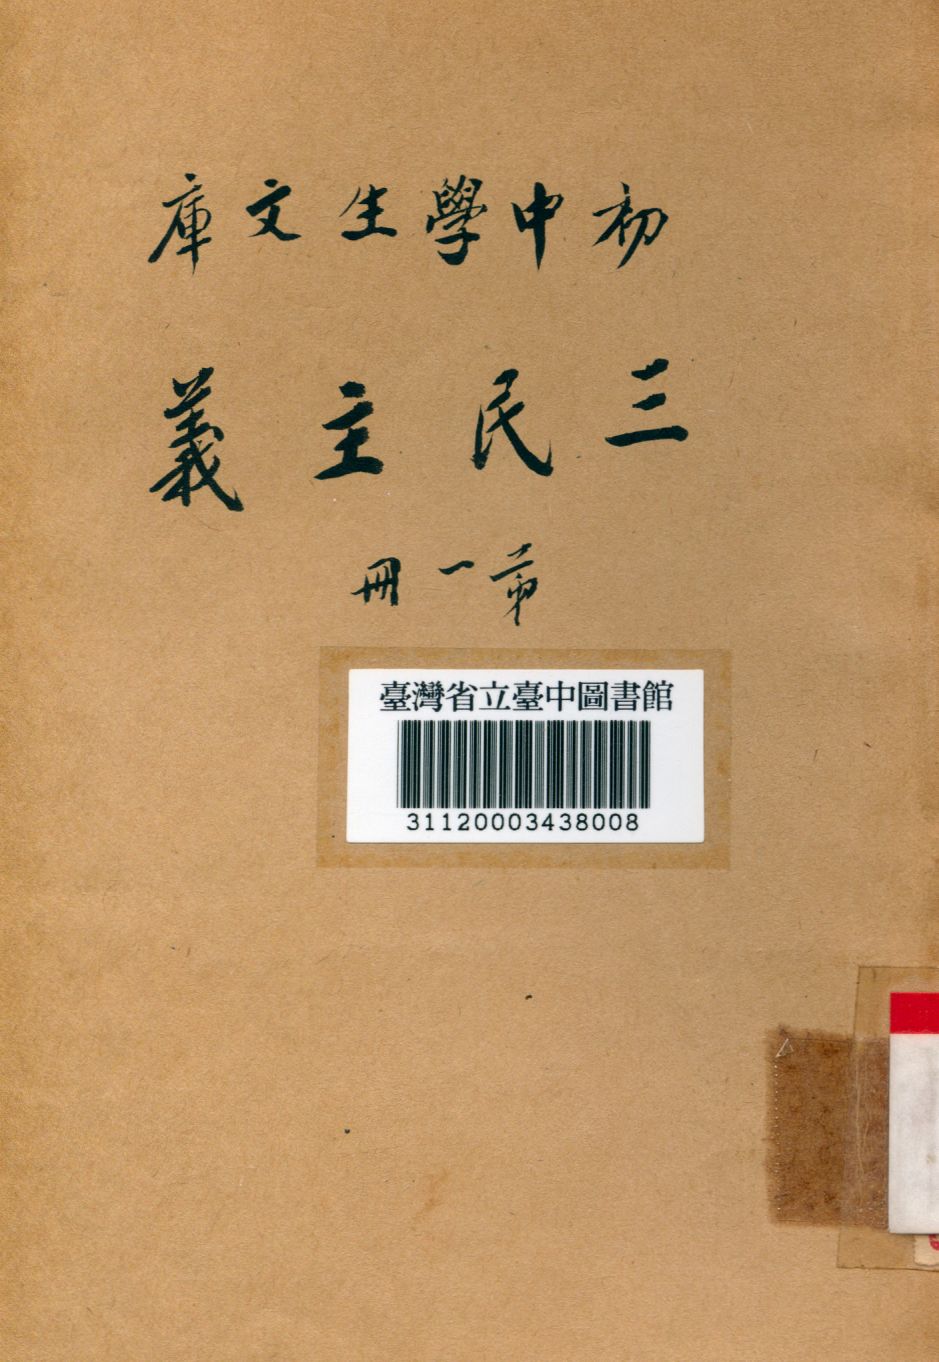 初中學生文庫
三民主義
第一冊
臺灣省立臺中圖書館
31120003438008